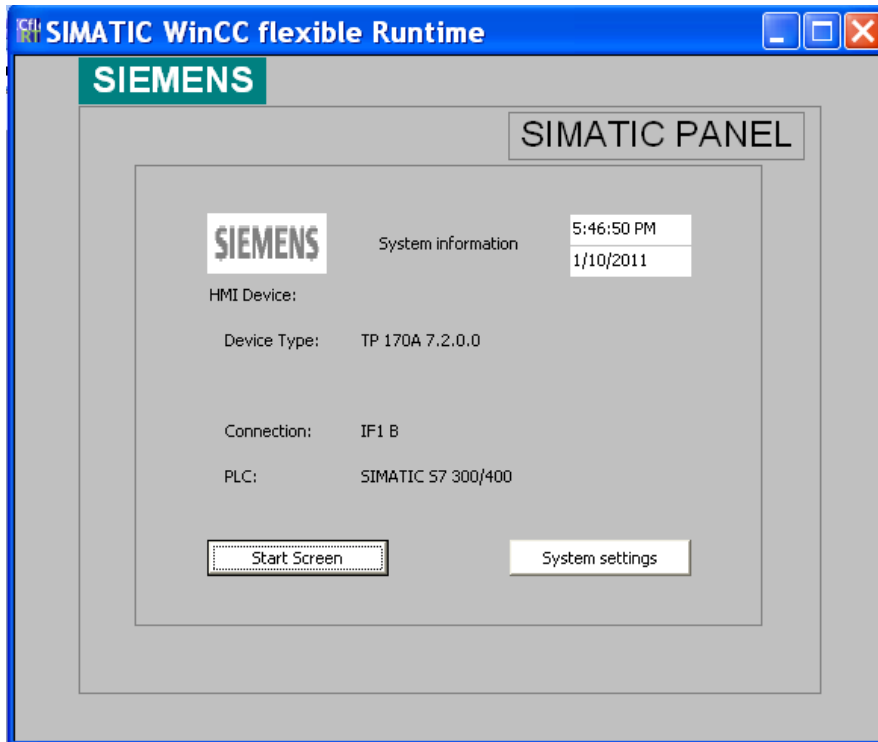 SIMATIC WinCC flexible Runtime
SIEMENS
SIMATIC PANEL
SIEMENS
System information
5:46:50 PM
1/10/2011
HMI Device:
Device Type: TP 170A 7.2.0.0
Connection: IF1 B
PLC: SIMATIC S7 300/400
Start Screen
System settings